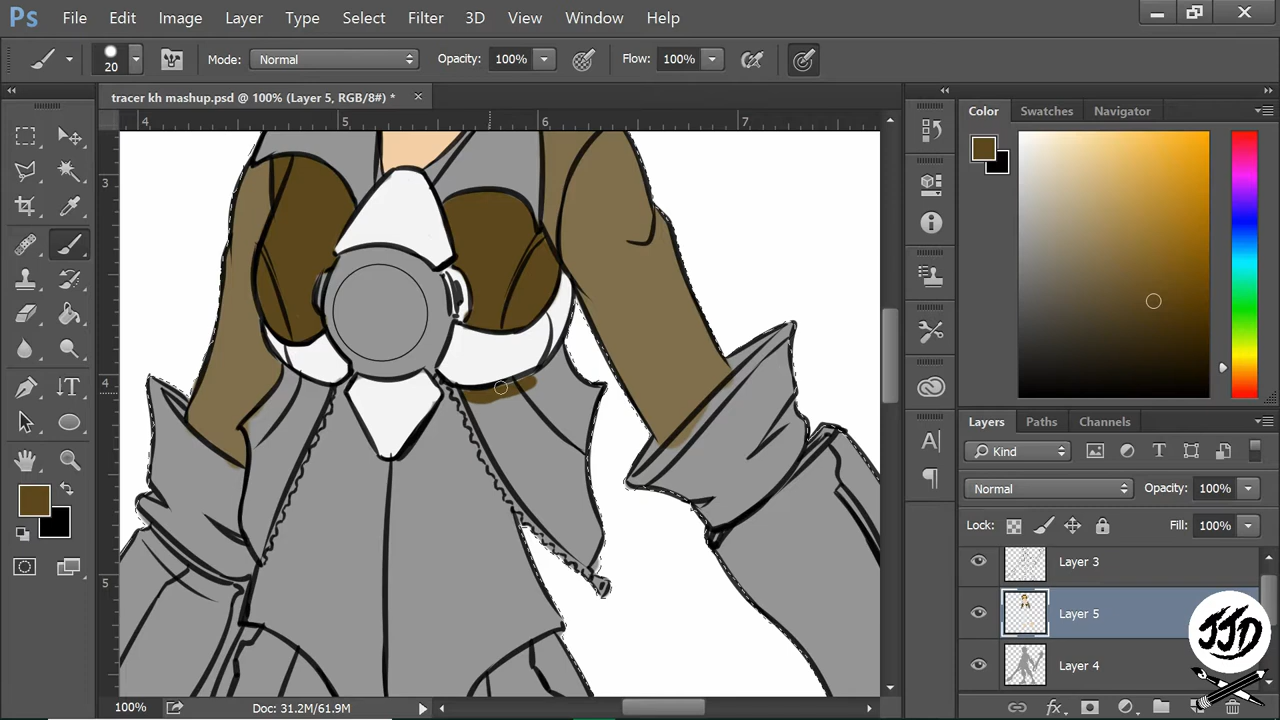 Ps File Edit Image Layer Type Select Filter 3D View Window Help
20 Mode: Normal Opacity: 100% Flow: 100%
tracer kh mashup.psd @ 100% (Layer 5, RGB/8#) *
4 5 6 7
3
4
5
Color Swatches Navigator
Layers Paths Channels
Kind
Normal Opacity: 100%
Lock: Fill: 100%
Layer 3
Layer 5
Layer 4
fx
JJD
100% Doc: 31.2M/61.9M